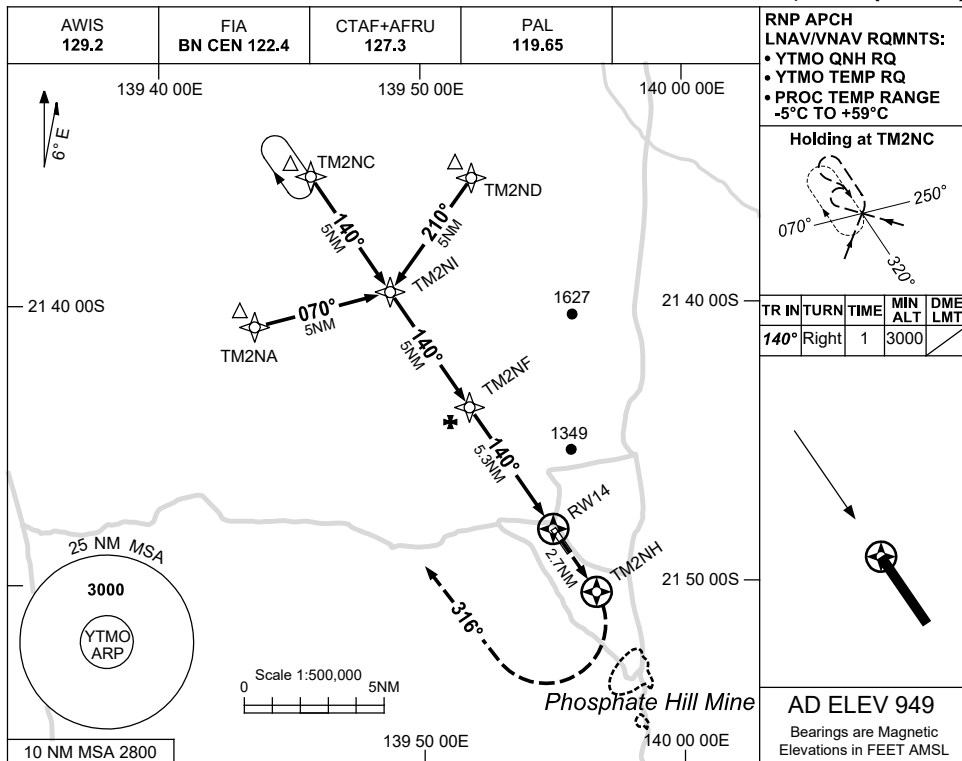 AWIS
129.2
FIA
BN CEN 122.4
CTAF+AFRU
127.3
PAL
119.65
RNP APCH
LNAV/VNAV RQMNTS:
• YTMO QNH RQ
• YTMO TEMP RQ
• PROC TEMP RANGE
-5°C TO +59°C
139 40 00E
139 50 00E
140 00 00E
6° E
TM2NC
TM2ND
140°
5NM
210°
5NM
TM2NI
21 40 00S
21 40 00S
070°
5NM
TM2NA
1627
140°
5NM
TM2NF
1349
140°
5.3NM
RW14
2.7NM
TM2NH
21 50 00S
316°
25 NM MSA
3000
YTMO
ARP
Scale 1:500,000
0
5NM
Phosphate Hill Mine
10 NM MSA 2800
139 50 00E
140 00 00E
Holding at TM2NC
250°
070°
320°
TR IN TURN TIME MIN ALT DME LMT
140° Right 1 3000
AD ELEV 949
Bearings are Magnetic
Elevations in FEET AMSL